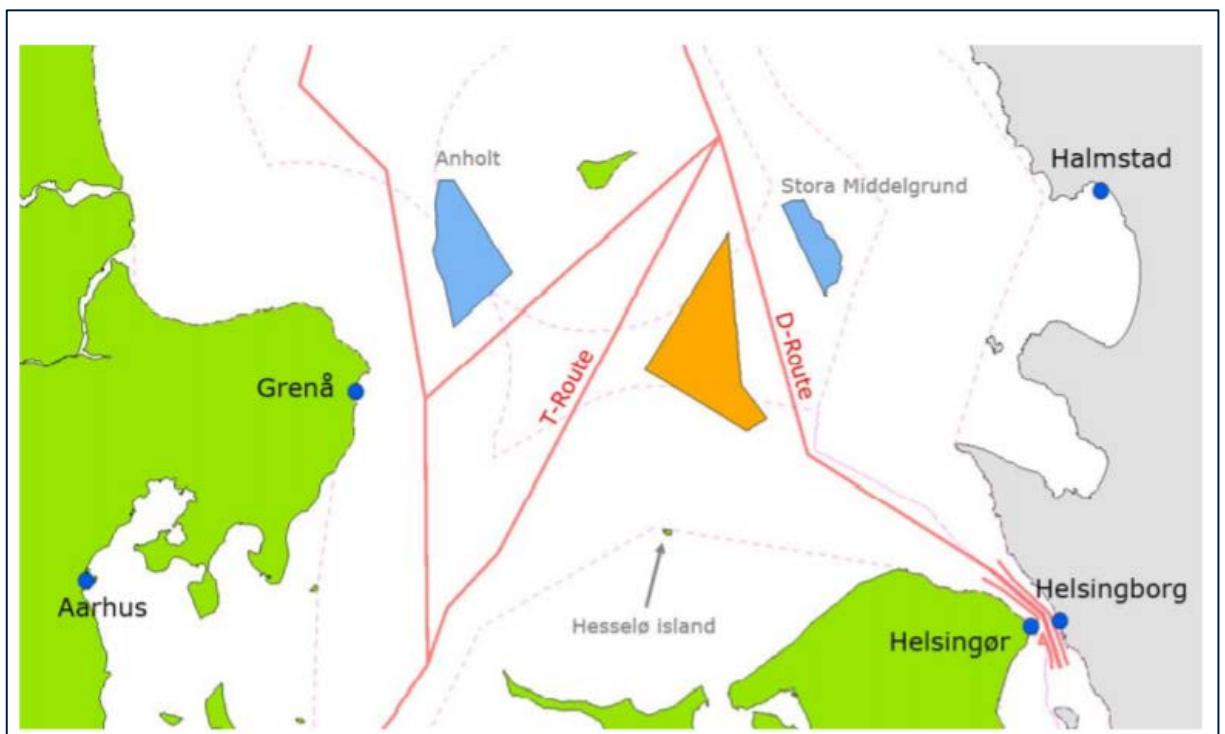 Anholt
Halmstad
Stora Middelgrund
D-Route
T-Route
Grenå
Aarhus
Helsingborg
Hesselø island
Helsingør